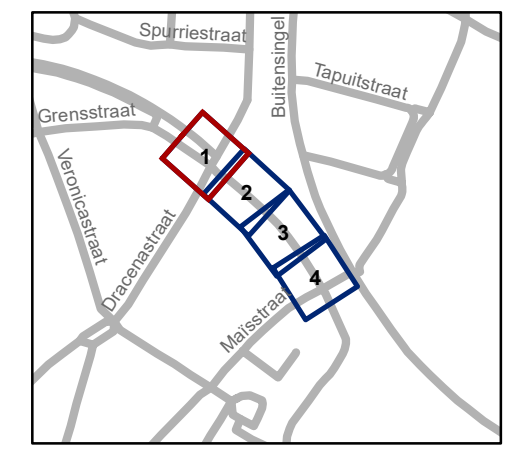 Spurriestraat
Buitensingel
Tapuitstraat
Grensstraat
Veronicastraat
Dracenastraat
Maïsstraat
1
2
3
4